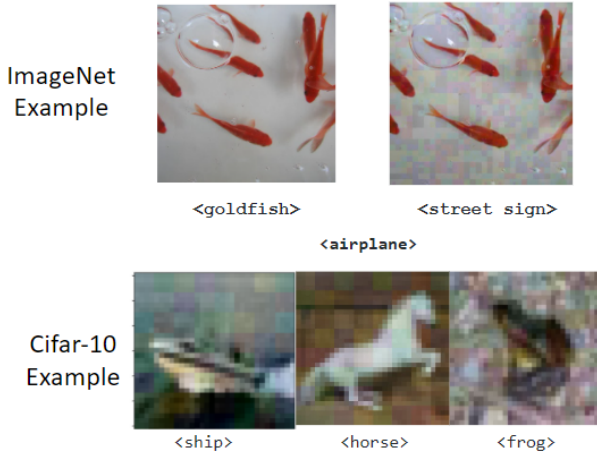 ImageNet
Example
<goldfish>
<street sign>
<airplane>
Cifar-10
Example
<ship>
<horse>
<frog>